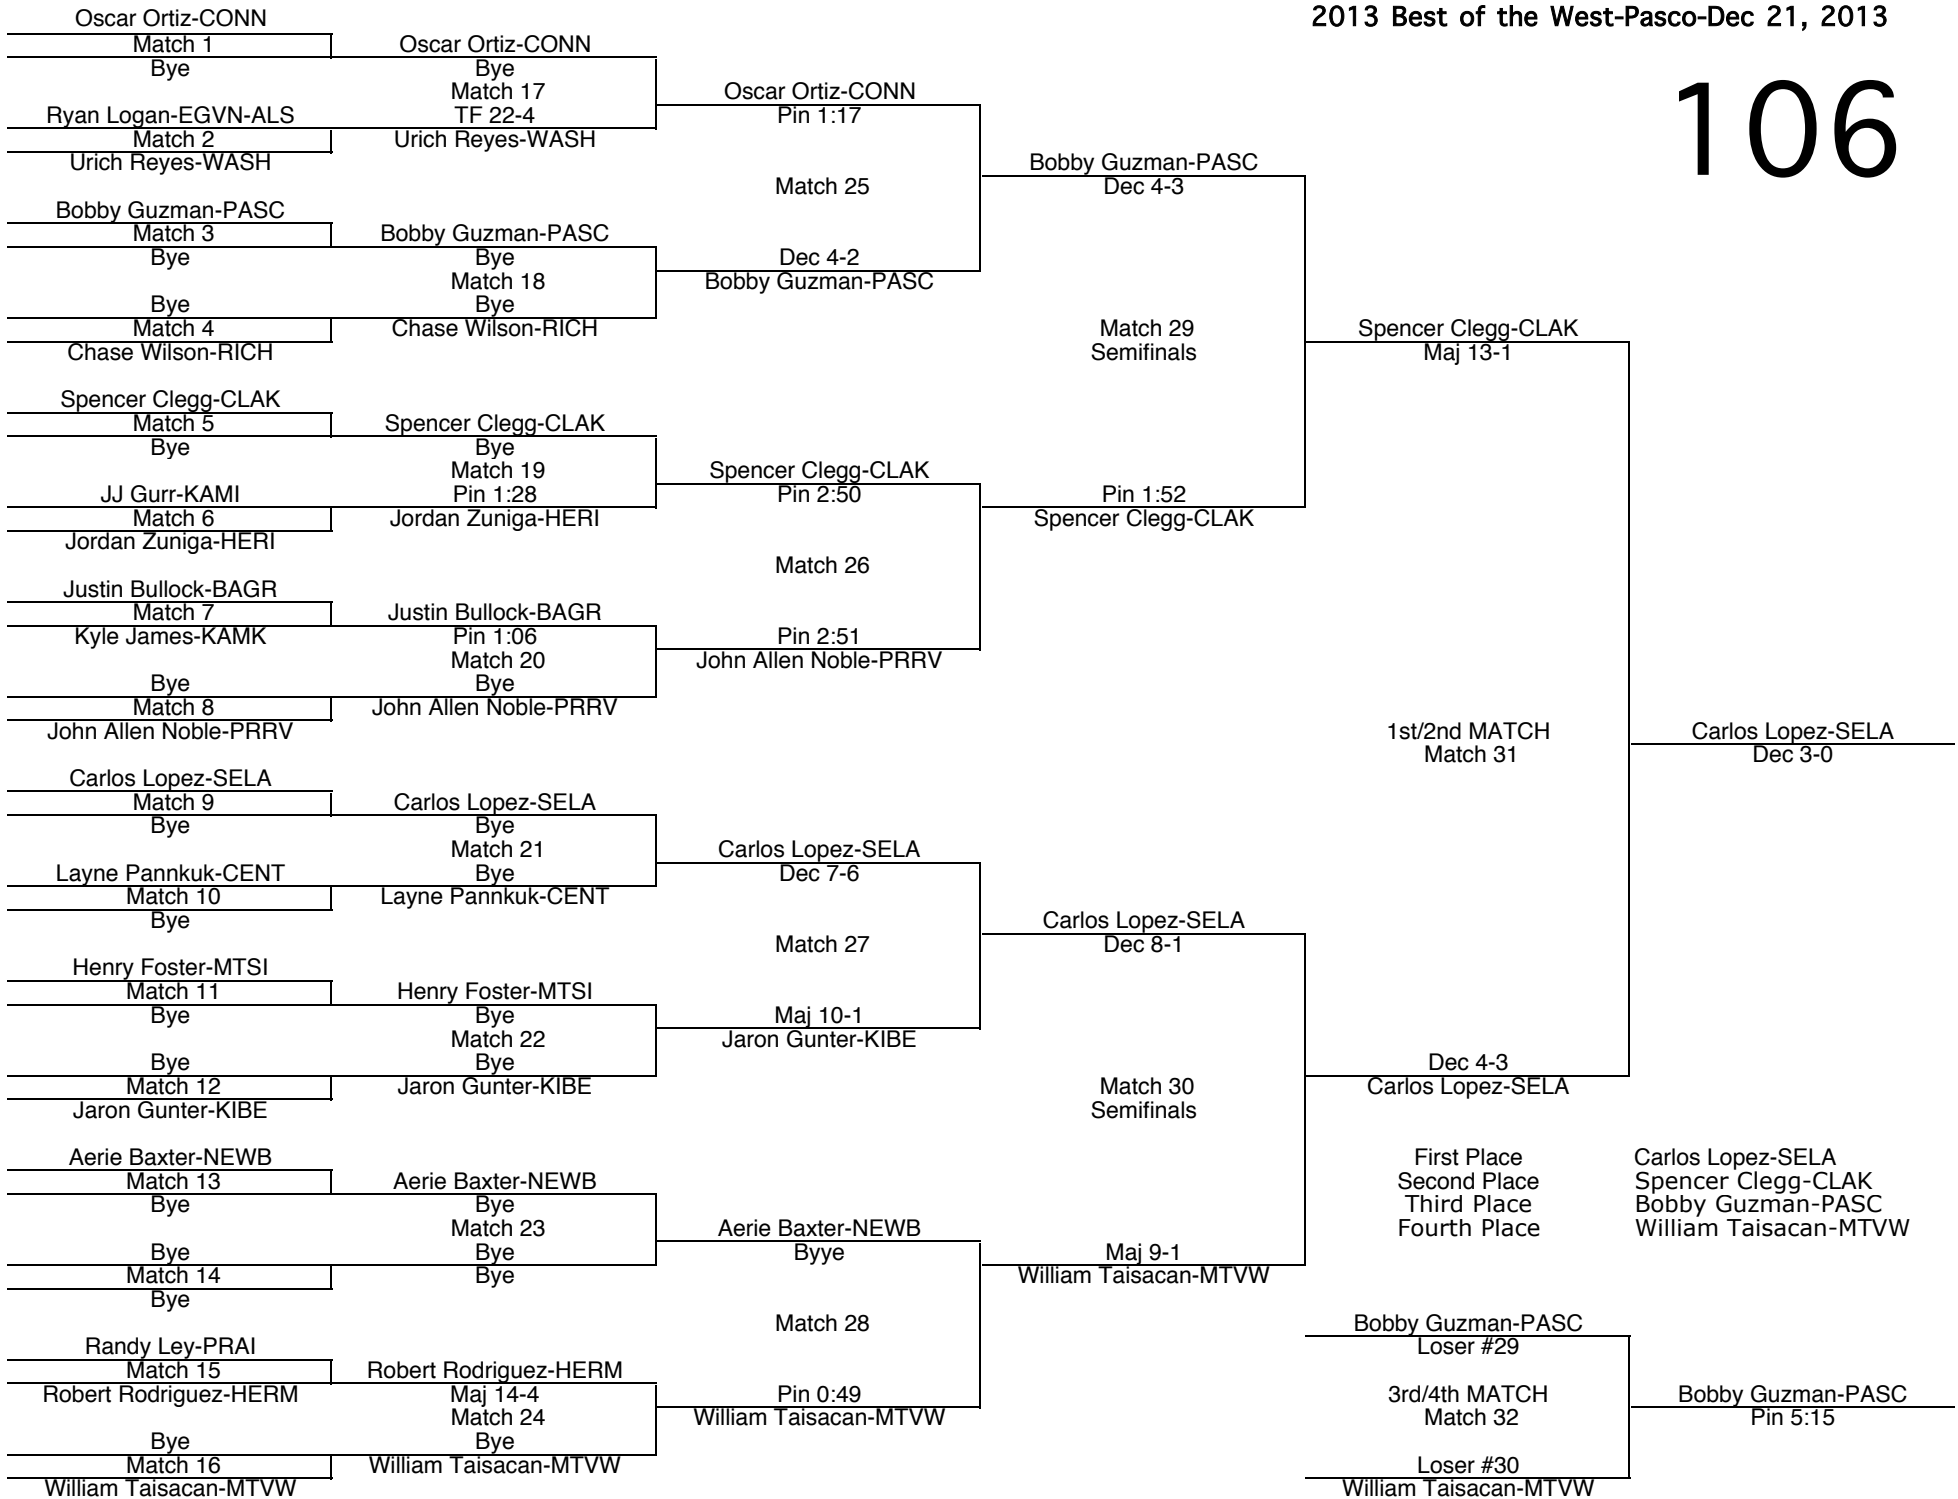 2013 Best of the West-Pasco-Dec 21, 2013
106
Oscar Ortiz-CONN
Match 1
Bye
Ryan Logan-EGVN-ALS
Match 2
Urich Reyes-WASH
Bobby Guzman-PASC
Match 3
Bye
Bye
Match 4
Chase Wilson-RICH
Spencer Clegg-CLAK
Match 5
Bye
JJ Gurr-KAMI
Match 6
Jordan Zuniga-HERI
Justin Bullock-BAGR
Match 7
Kyle James-KAMK
Bye
Match 8
John Allen Noble-PRRV
Carlos Lopez-SELA
Match 9
Bye
Layne Pannkuk-CENT
Match 10
Bye
Henry Foster-MTSI
Match 11
Bye
Bye
Match 12
Jaron Gunter-KIBE
Aerie Baxter-NEWB
Match 13
Bye
Bye
Match 14
Bye
Randy Ley-PRAI
Match 15
Robert Rodriguez-HERM
Bye
Match 16
William Taisacan-MTVW
Oscar Ortiz-CONN
Bye
Match 17
TF 22-4
Urich Reyes-WASH
Bobby Guzman-PASC
Bye
Match 18
Bye
Chase Wilson-RICH
Spencer Clegg-CLAK
Bye
Match 19
Pin 1:28
Jordan Zuniga-HERI
Justin Bullock-BAGR
Pin 1:06
Match 20
Bye
John Allen Noble-PRRV
Carlos Lopez-SELA
Bye
Match 21
Bye
Layne Pannkuk-CENT
Henry Foster-MTSI
Bye
Match 22
Bye
Jaron Gunter-KIBE
Aerie Baxter-NEWB
Bye
Match 23
Bye
Bye
Robert Rodriguez-HERM
Maj 14-4
Match 24
Bye
William Taisacan-MTVW
Oscar Ortiz-CONN
Pin 1:17
Match 25
Dec 4-2
Bobby Guzman-PASC
Spencer Clegg-CLAK
Pin 2:50
Match 26
Pin 2:51
John Allen Noble-PRRV
Carlos Lopez-SELA
Dec 7-6
Match 27
Maj 10-1
Jaron Gunter-KIBE
Aerie Baxter-NEWB
Byye
Match 28
Pin 0:49
William Taisacan-MTVW
Bobby Guzman-PASC
Dec 4-3
Match 29
Semifinals
Pin 1:52
Spencer Clegg-CLAK
Carlos Lopez-SELA
Dec 8-1
Match 30
Semifinals
Maj 9-1
William Taisacan-MTVW
Spencer Clegg-CLAK
Maj 13-1
1st/2nd MATCH
Match 31
Dec 4-3
Carlos Lopez-SELA
Carlos Lopez-SELA
Dec 3-0
First Place Carlos Lopez-SELA
Second Place Spencer Clegg-CLAK
Third Place Bobby Guzman-PASC
Fourth Place William Taisacan-MTVW
Bobby Guzman-PASC
Loser #29
3rd/4th MATCH
Match 32
Loser #30
William Taisacan-MTVW
Bobby Guzman-PASC
Pin 5:15